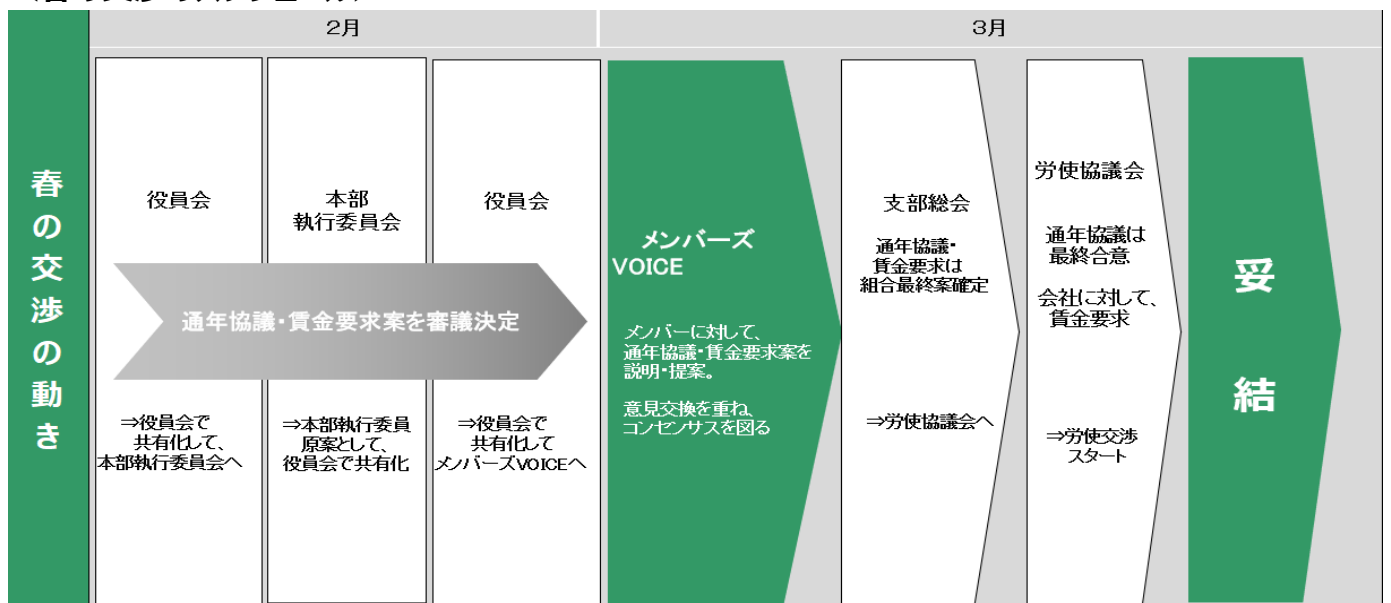 2月
3月
春の交渉の動き
役員会
⇒役員会で
共有化して、
本部執行委員会へ
本部
執行委員会
⇒本部執行委員
原案として、
役員会で共有化
役員会
⇒役員会で
共有化して
メンバーズVOICEへ
通年協議・賃金要求案を審議決定
メンバーズ
VOICE
メンバーに対して、
通年協議・賃金要求案を
説明・提案。
意見交換を重ね、
コンセンサスを図る
支部総会
通年協議・
賃金要求は
組合最終案確定
⇒労使協議会へ
労使協議会
通年協議は
最終合意
会社に対して、
賃金要求
⇒労使交渉
スタート
妥結